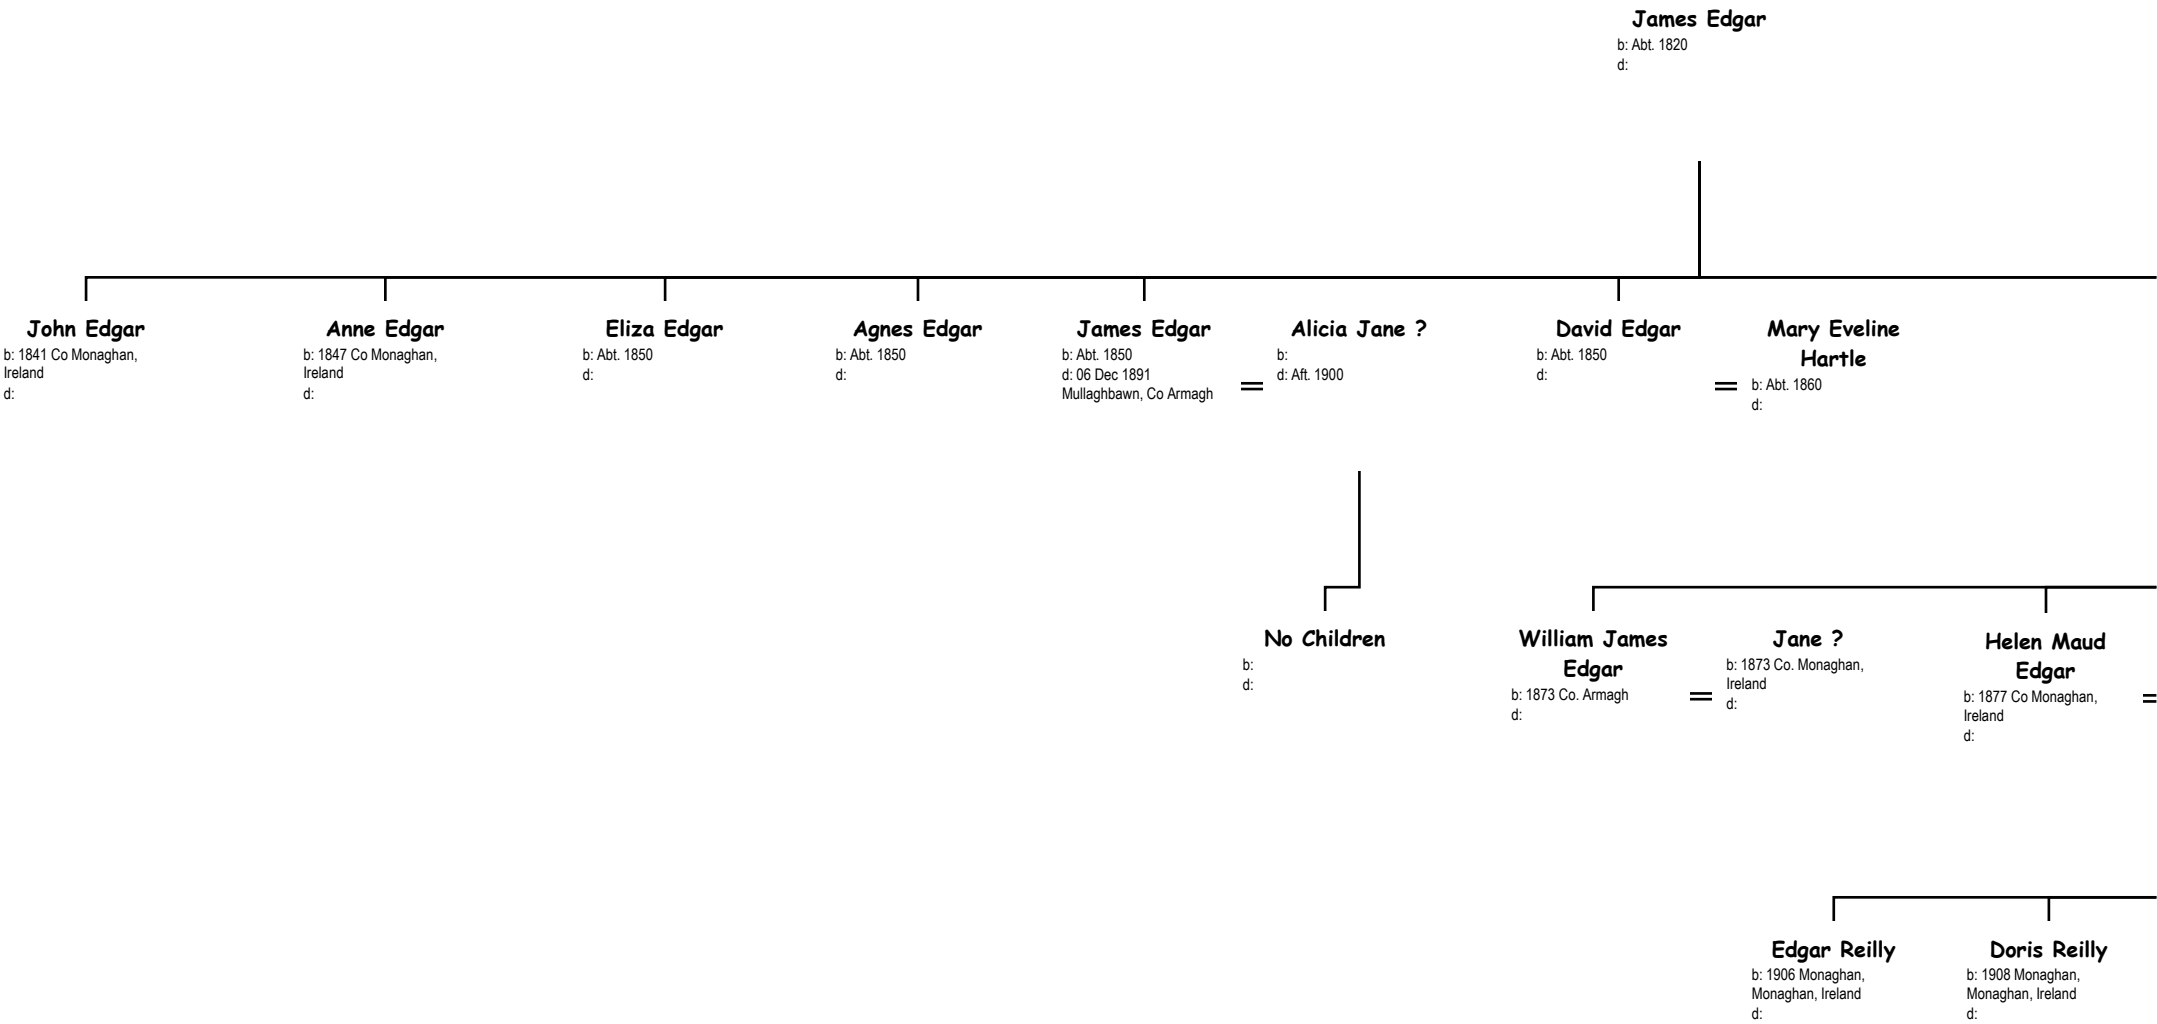 James Edgar
b: Abt. 1820
d:
John Edgar
b: 1841 Co Monaghan,
Ireland
d:
Anne Edgar
b: 1847 Co Monaghan,
Ireland
d:
Eliza Edgar
b: Abt. 1850
d:
Agnes Edgar
b: Abt. 1850
d:
James Edgar
b: Abt. 1850
d: 06 Dec 1891
Mullaghbawn, Co Armagh
=
Alicia Jane ?
b:
d: Aft. 1900
David Edgar
b: Abt. 1850
d:
=
Mary Eveline
Hartle
b: Abt. 1860
d:
No Children
b:
d:
William James
Edgar
b: 1873 Co. Armagh
d:
=
Jane ?
b: 1873 Co. Monaghan,
Ireland
d:
Helen Maud
Edgar
b: 1877 Co Monaghan,
Ireland
d:
=
Edgar Reilly
b: 1906 Monaghan,
Monaghan, Ireland
d:
Doris Reilly
b: 1908 Monaghan,
Monaghan, Ireland
d: